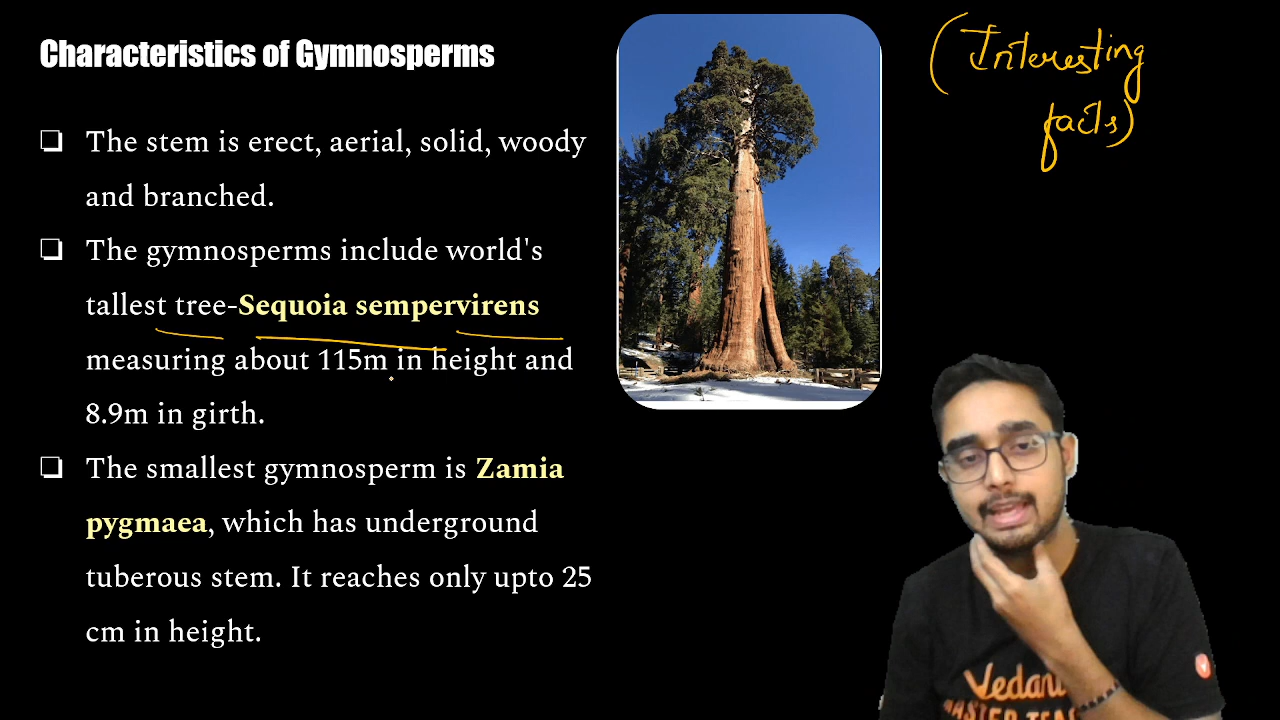 Characteristics of Gymnosperms
(Interesting
facts)
❏ The stem is erect, aerial, solid, woody
and branched.
❏ The gymnosperms include world's
tallest tree-Sequoia sempervirens
measuring about 115m in height and
8.9m in girth.
❏ The smallest gymnosperm is Zamia
pygmaea, which has underground
tuberous stem. It reaches only upto 25
cm in height.